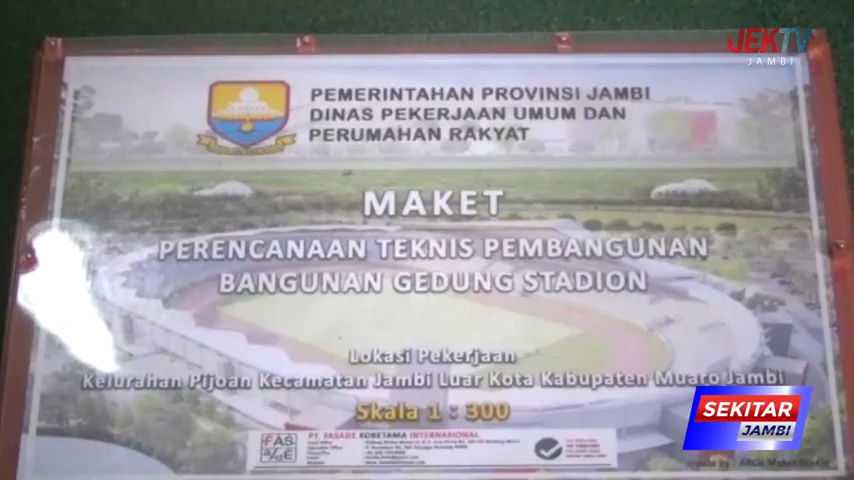 JEKTV
JAMBI
PEMERINTAHAN PROVINSI JAMBI
DINAS PEKERJAAN UMUM DAN
PERUMAHAN RAKYAT
MAKET
PERENCANAAN TEKNIS PEMBANGUNAN
BANGUNAN GEDUNG STADION
Lokasi Pekerjaan
Kelurahan Pijoan Kecamatan Jambi Luar Kota Kabupaten Muaro Jambi
Skala 1 : 300
PT. FASADE KOBETAMA INTERNASIONAL
SEKITAR
JAMBI